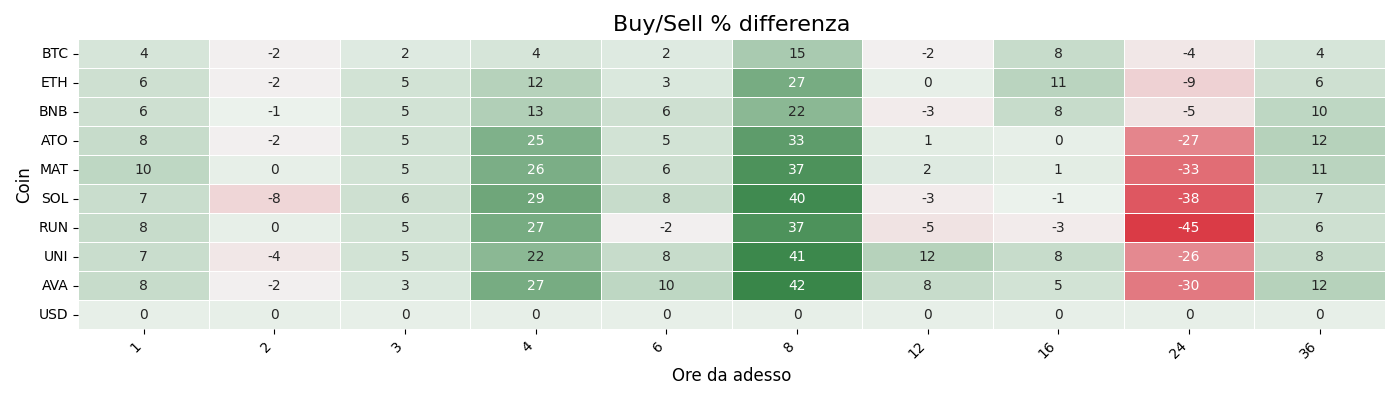 Buy/Sell % differenza
Coin
BTC 4 -2 2 4 2 15 -2 8 -4 4
ETH 6 -2 5 12 3 27 0 11 -9 6
BNB 6 -1 5 13 6 22 -3 8 -5 10
ATO 8 -2 5 25 5 33 1 0 -27 12
MAT 10 0 5 26 6 37 2 1 -33 11
SOL 7 -8 6 29 8 40 -3 -1 -38 7
RUN 8 0 5 27 -2 37 -5 -3 -45 6
UNI 7 -4 5 22 8 41 12 8 -26 8
AVA 8 -2 3 27 10 42 8 5 -30 12
USD 0 0 0 0 0 0 0 0 0 0
1 2 3 4 6 8 12 16 24 36
Ore da adesso